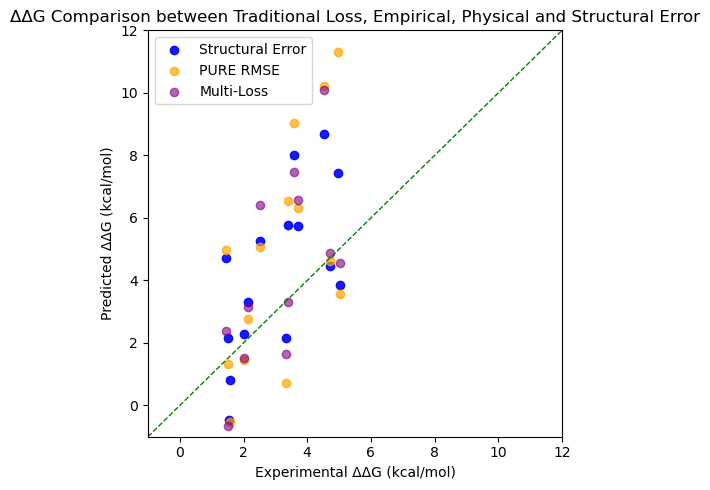 ΔΔG Comparison between Traditional Loss, Empirical, Physical and Structural Error
Structural Error
PURE RMSE
Multi-Loss
Predicted ΔΔG (kcal/mol)
12
10
8
6
4
2
0
0 2 4 6 8 10 12
Experimental ΔΔG (kcal/mol)